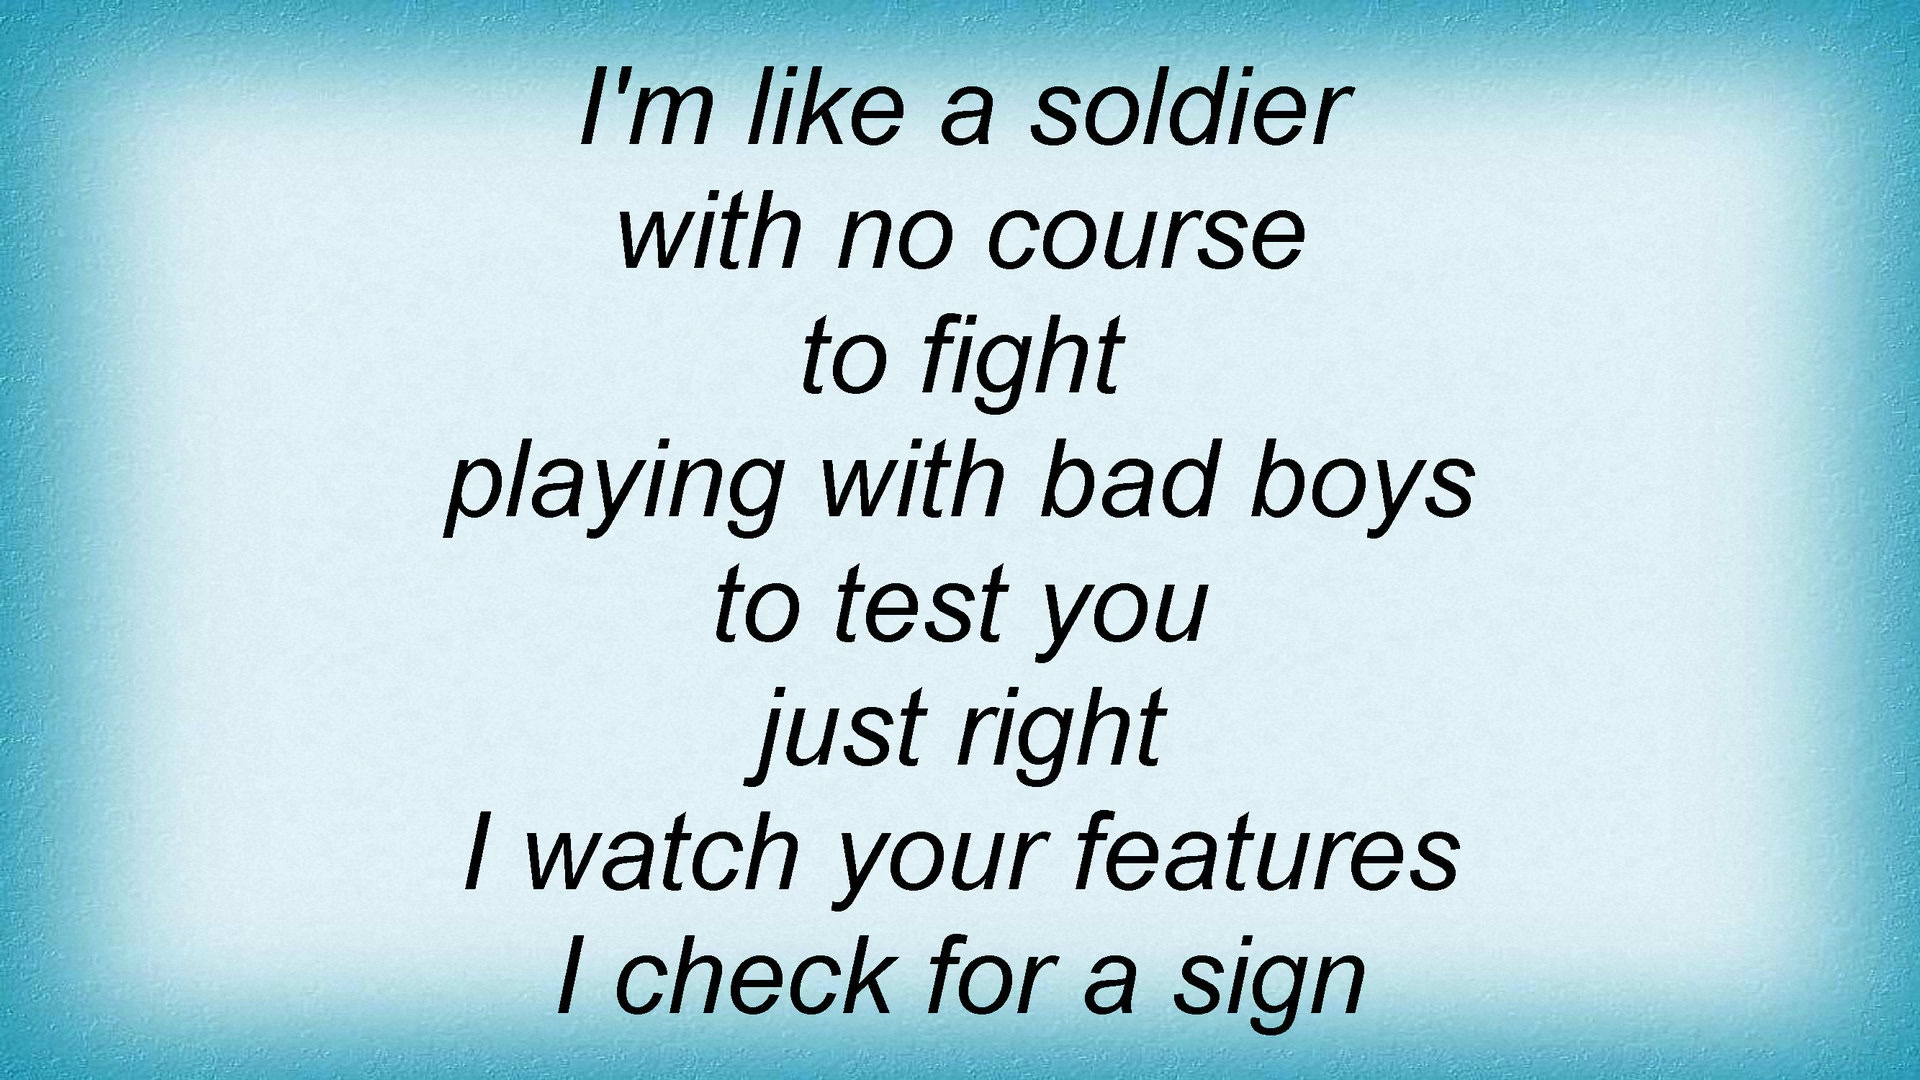 I'm like a soldier
with no course
to fight
playing with bad boys
to test you
just right
I watch your features
I check for a sign